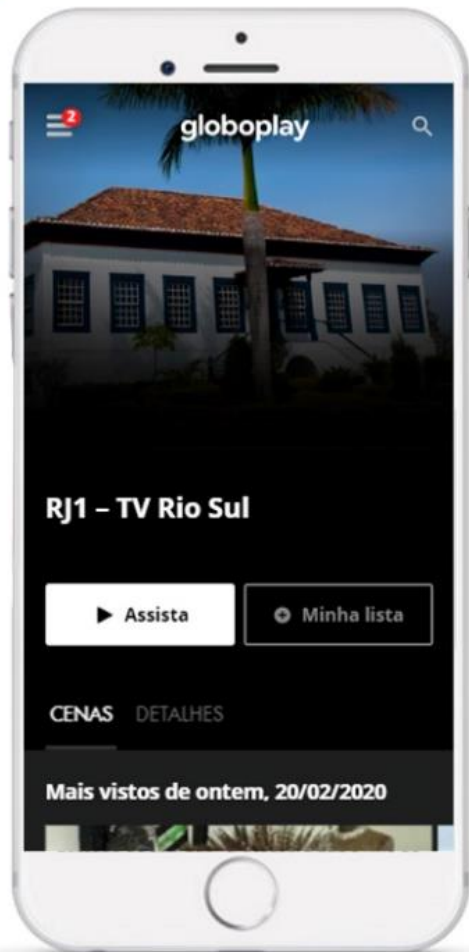 2
globoplay
RJ1 – TV Rio Sul
Assista
Minha lista
CENAS DETALHES
Mais vistos de ontem, 20/02/2020